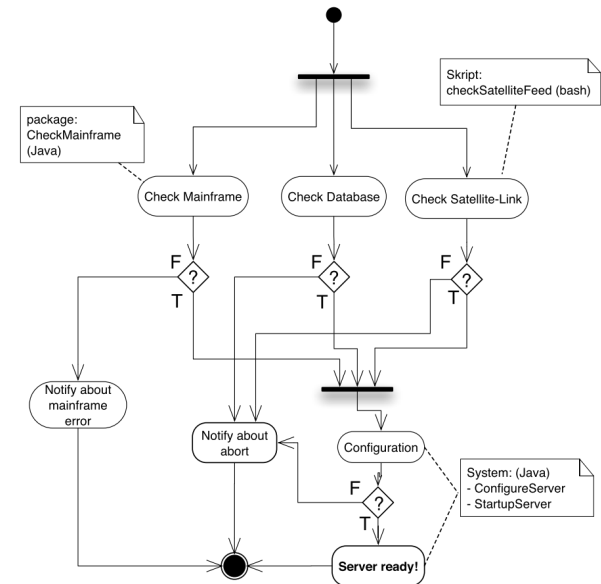 Skript:
checkSatelliteFeed (bash)
package:
CheckMainframe
(Java)
Check Mainframe
Check Database
Check Satellite-Link
F
?
T
F
?
T
F
?
T
Notify about
mainframe
error
Notify about
abort
Configuration
System: (Java)
- ConfigureServer
- StartupServer
F
?
T
Server ready!